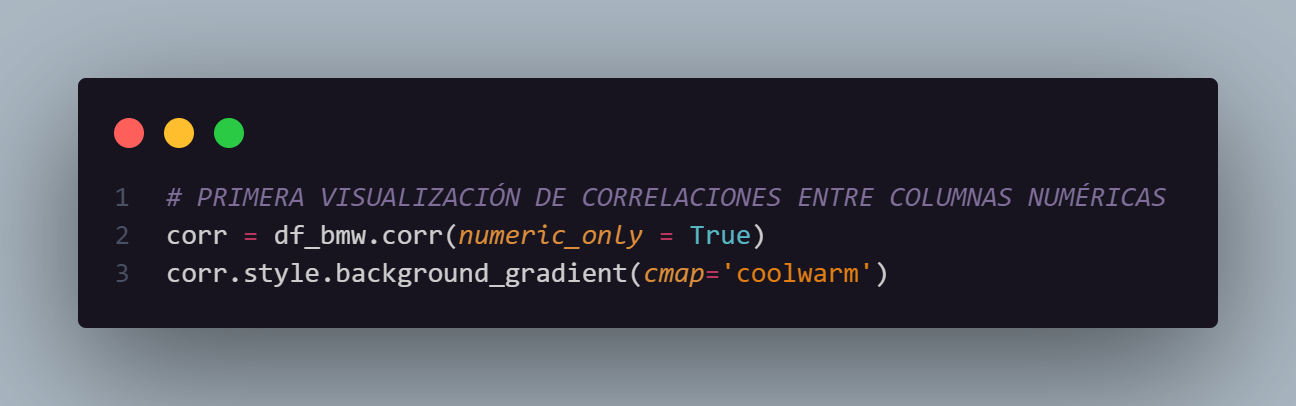 1 # PRIMERA VISUALIZACIÓN DE CORRELACIONES ENTRE COLUMNAS NUMÉRICAS
2 corr = df_bmw.corr(numeric_only = True)
3 corr.style.background_gradient(cmap='coolwarm')